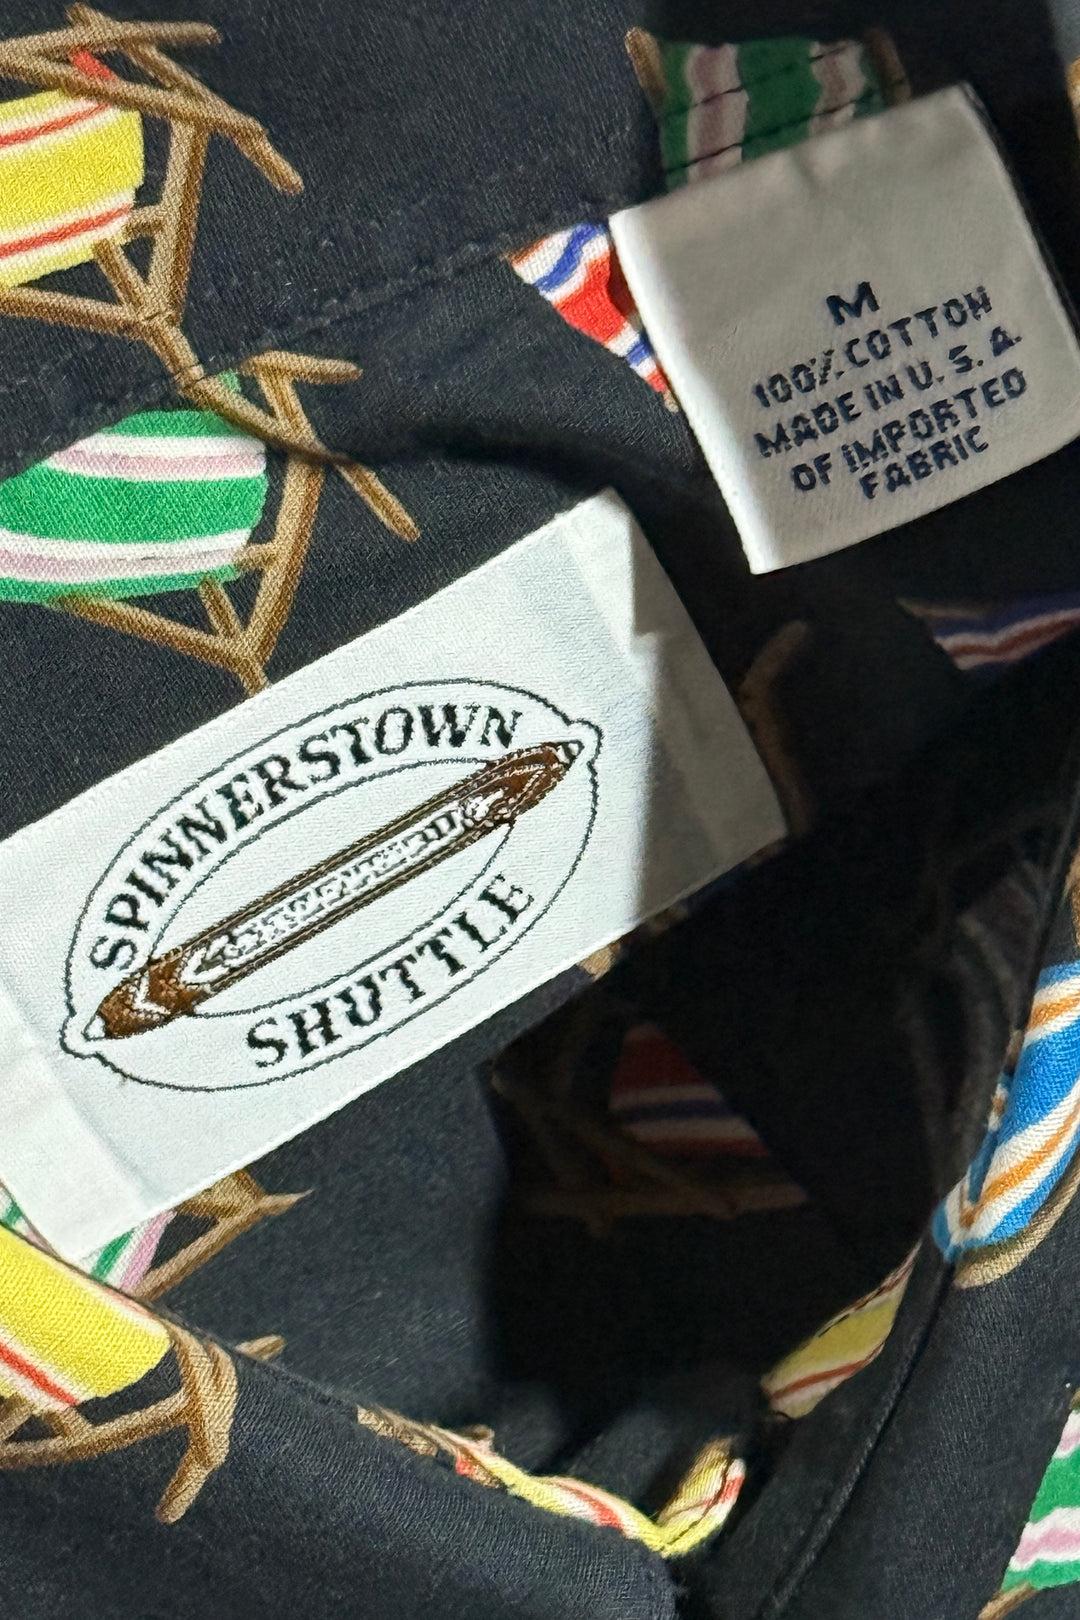 M
100% COTTON
MADE IN U. S. A.
OF IMPORTED
FABRIC
SPINNERSTOWN
SHUTTLE